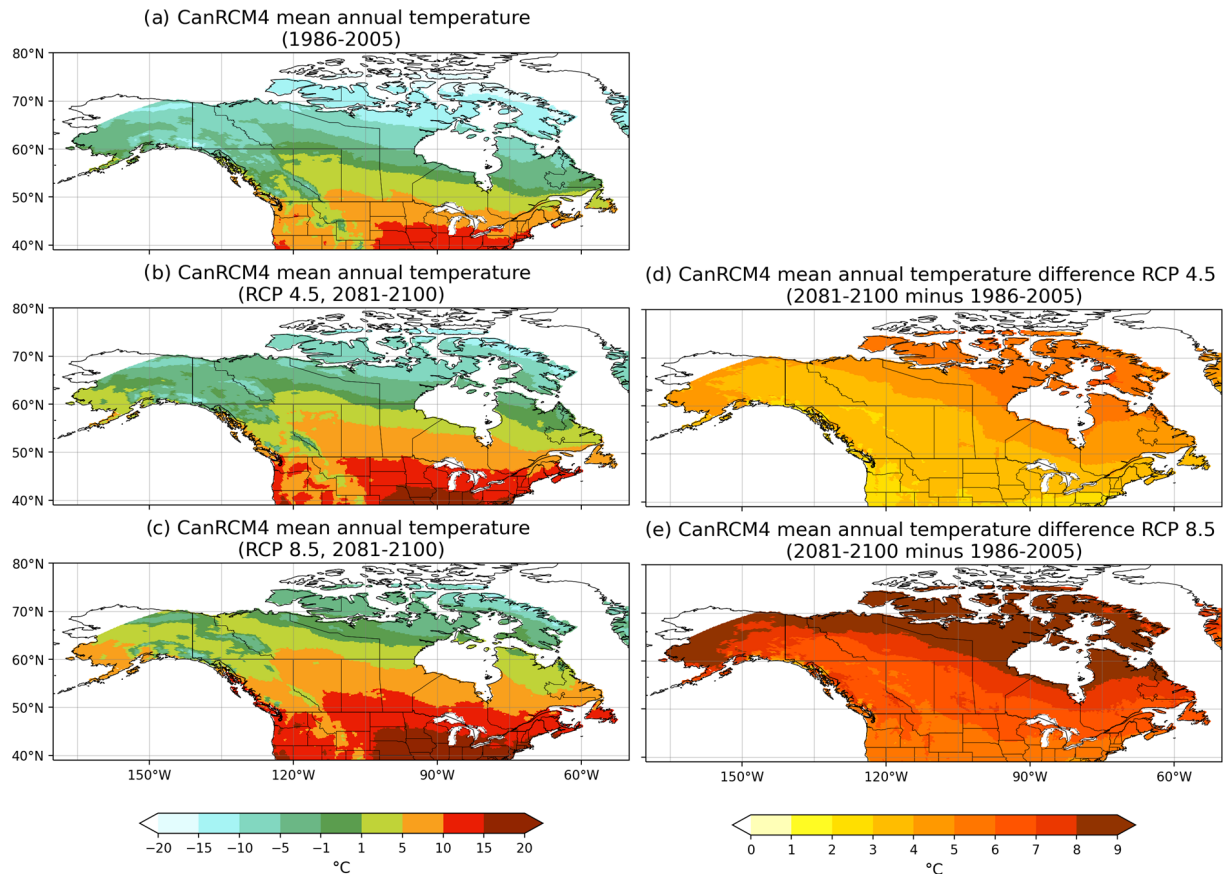 (a) CanRCM4 mean annual temperature
(1986-2005)
80°N
70°N
60°N
50°N
40°N
(b) CanRCM4 mean annual temperature
(RCP 4.5, 2081-2100)
80°N
70°N
60°N
50°N
40°N
(d) CanRCM4 mean annual temperature difference RCP 4.5
(2081-2100 minus 1986-2005)
(c) CanRCM4 mean annual temperature
(RCP 8.5, 2081-2100)
80°N
70°N
60°N
50°N
40°N
150°W 120°W 90°W 60°W
(e) CanRCM4 mean annual temperature difference RCP 8.5
(2081-2100 minus 1986-2005)
150°W 120°W 90°W 60°W
−20 −15 −10 −5 −1 1 5 10 15 20
°C
0 1 2 3 4 5 6 7 8 9
°C